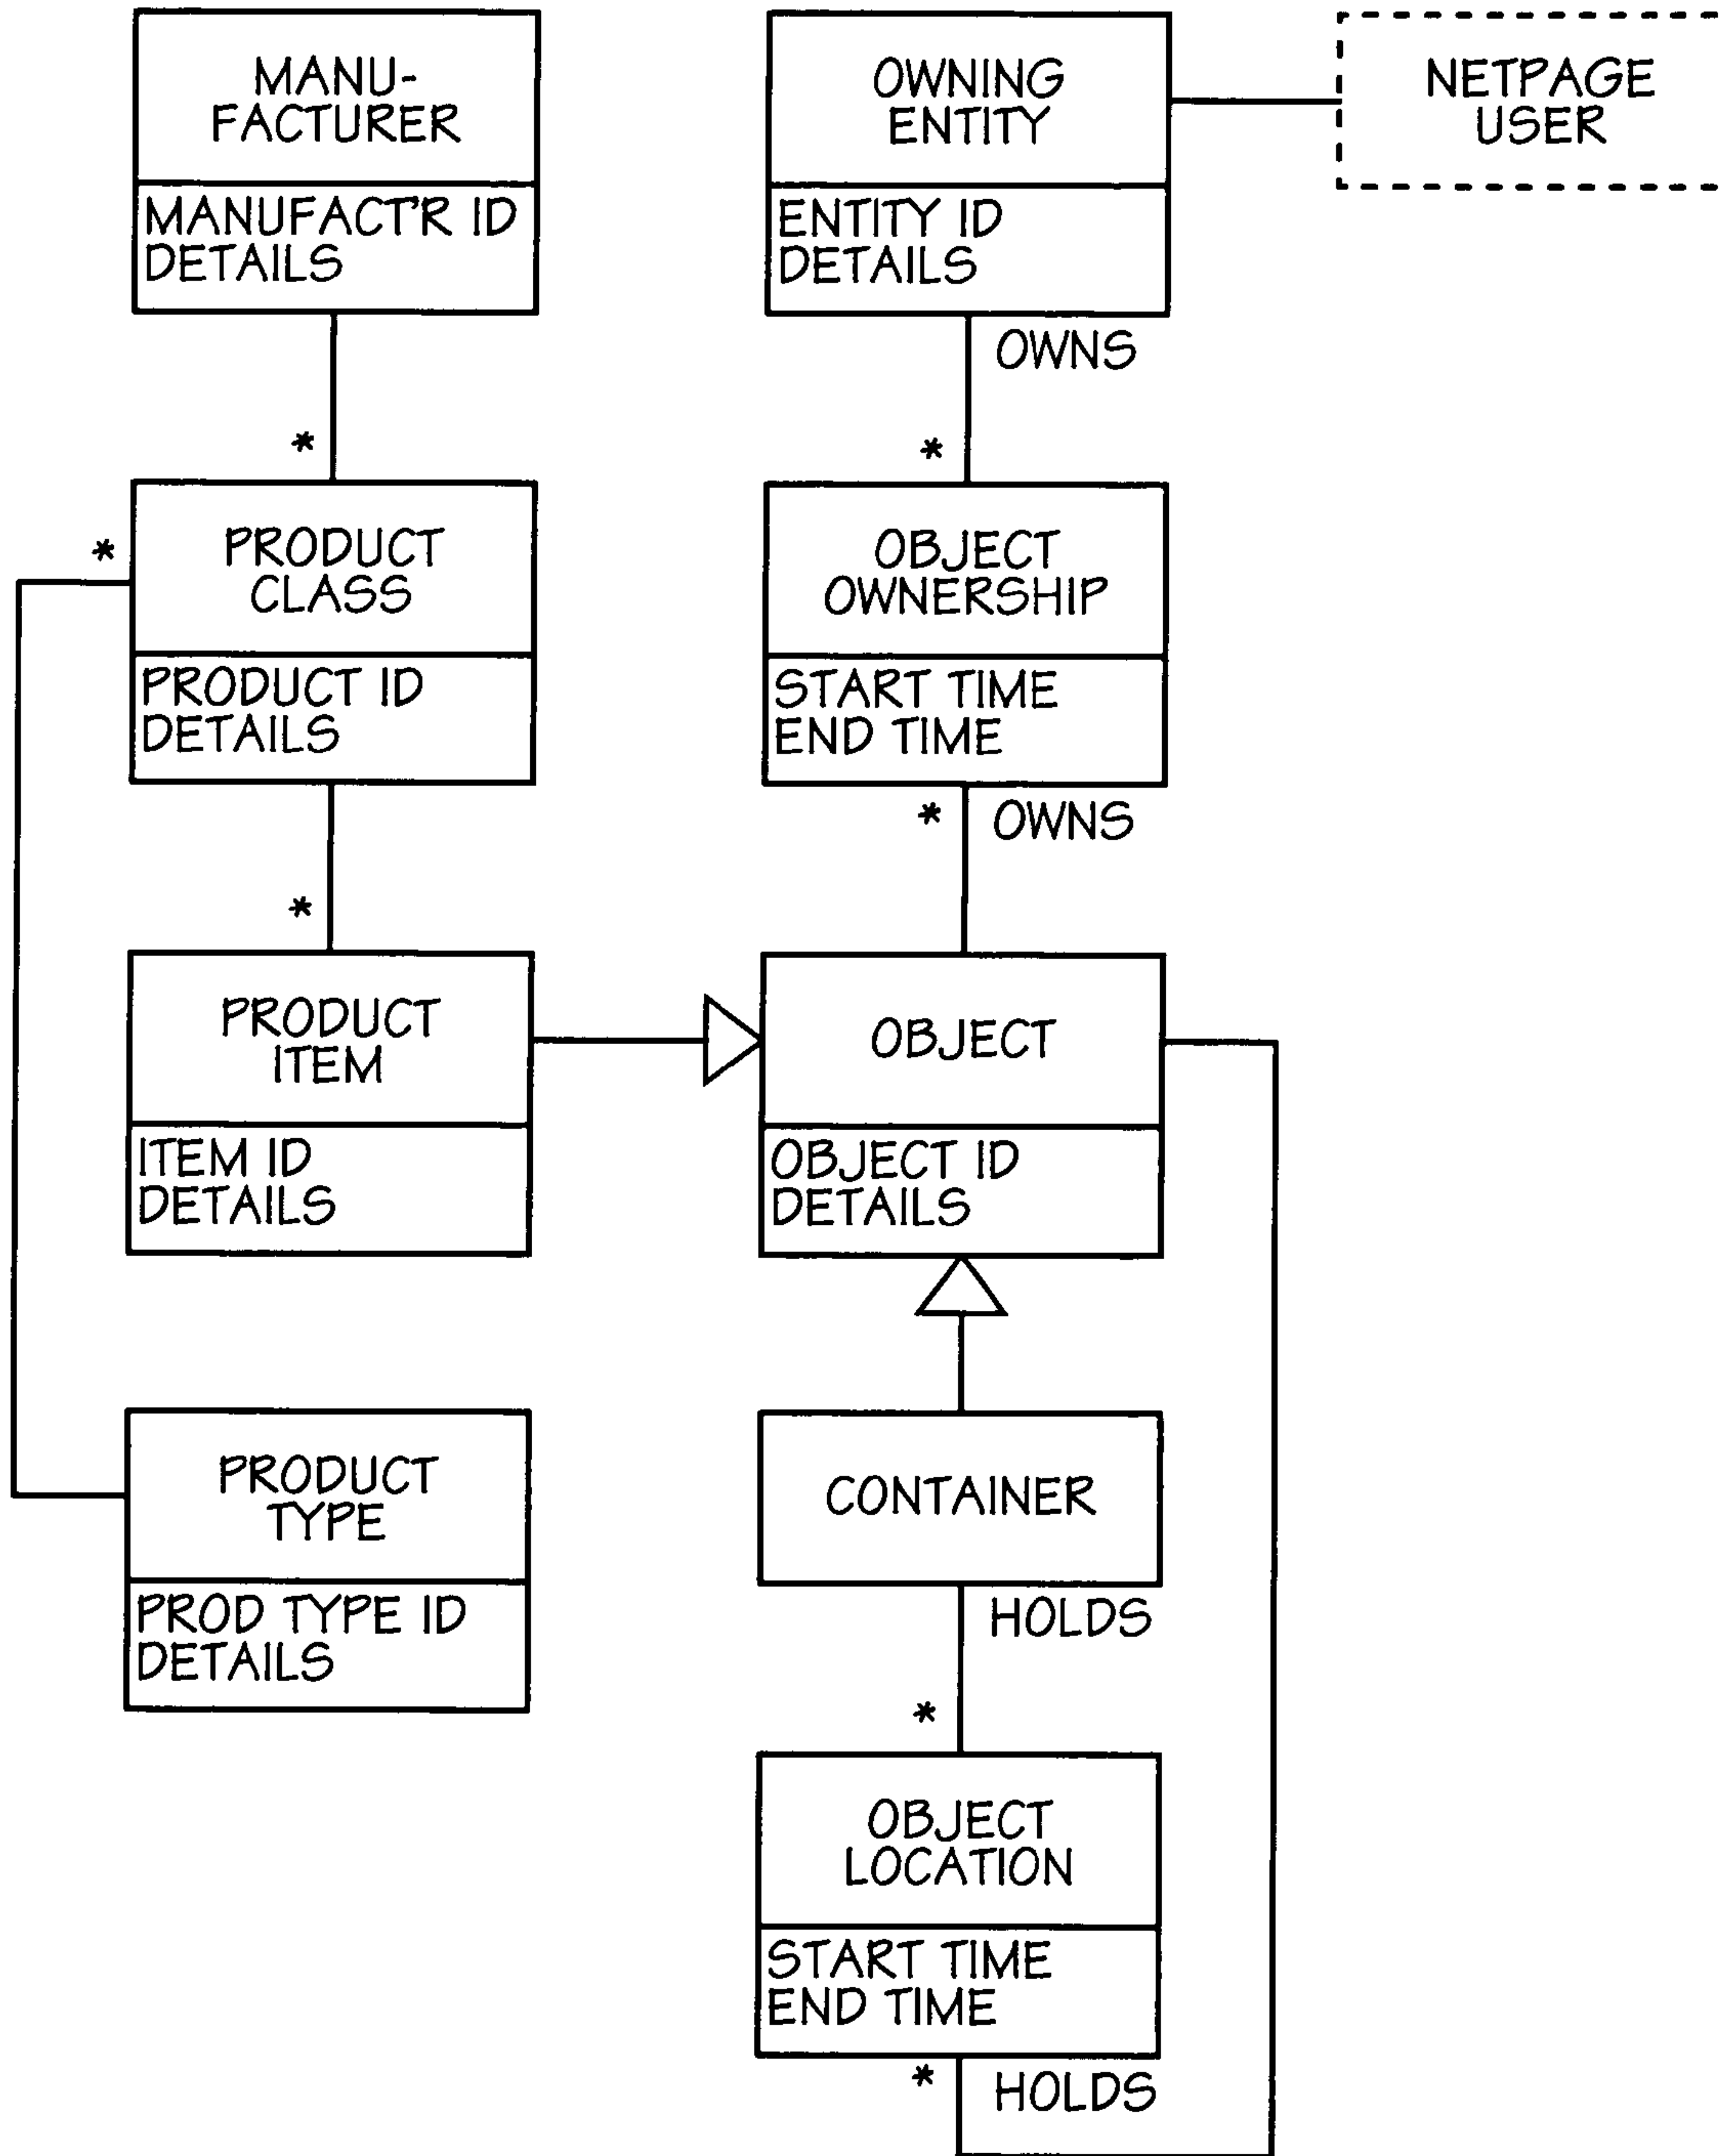 MANU-
FACTURER
MANUFACT'R ID
DETAILS
OWNING
ENTITY
ENTITY ID
DETAILS
NETPAGE
USER
OWNS
*
*
*
PRODUCT
CLASS
PRODUCT ID
DETAILS
OBJECT
OWNERSHIP
START TIME
END TIME
* OWNS
*
PRODUCT
ITEM
ITEM ID
DETAILS
OBJECT
OBJECT ID
DETAILS
PRODUCT
TYPE
PROD TYPE ID
DETAILS
CONTAINER
HOLDS
*
OBJECT
LOCATION
START TIME
END TIME
* HOLDS